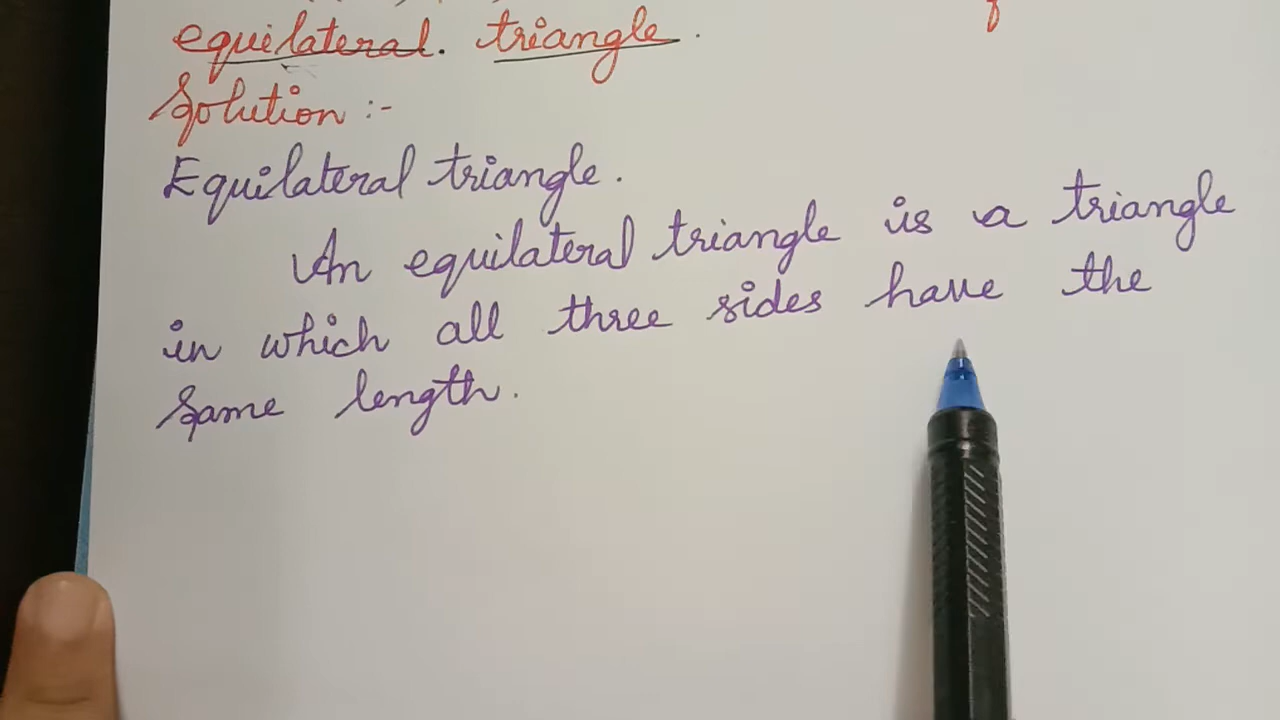 equilateral. triangle.
Solution :-
Equilateral triangle.
An equilateral triangle is a triangle
in which all three sides have the
same length.